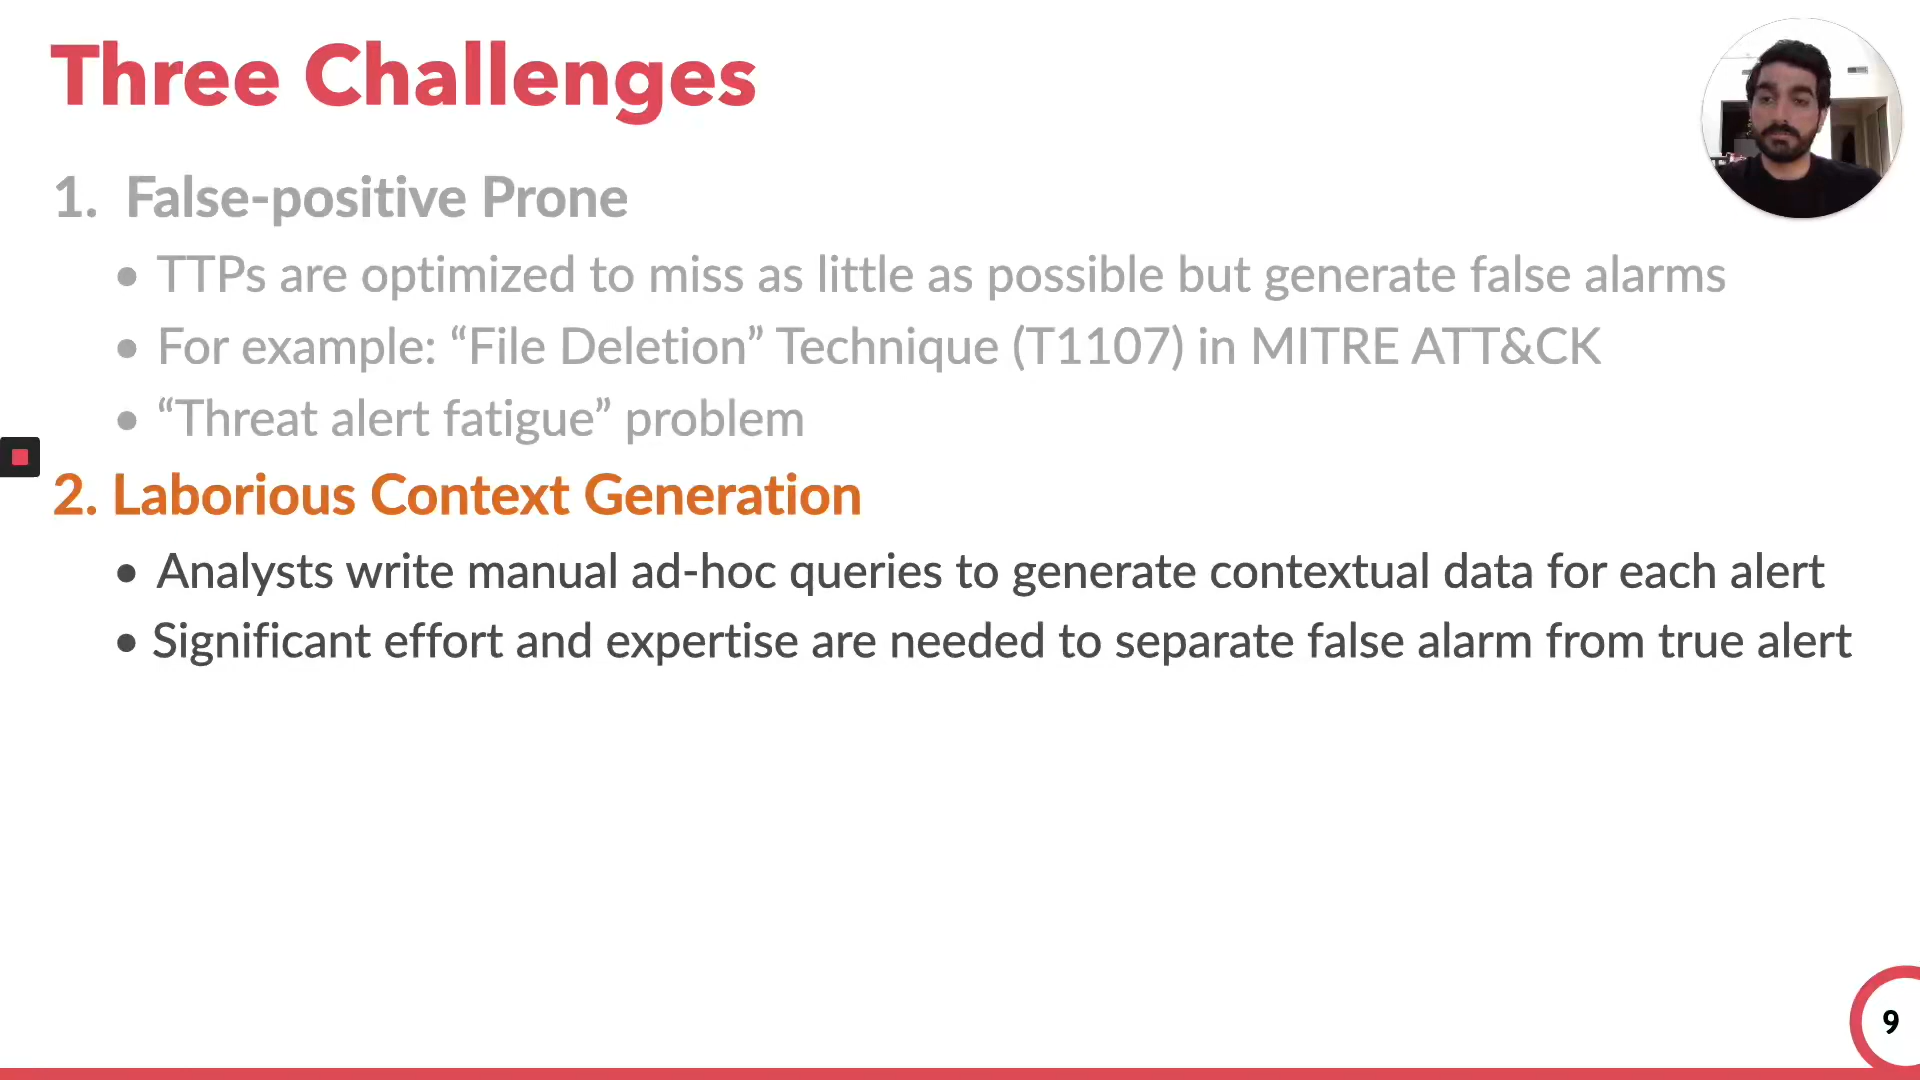 Three Challenges
1. False-positive Prone
• TTPs are optimized to miss as little as possible but generate false alarms
• For example: “File Deletion” Technique (T1107) in MITRE ATT&CK
• “Threat alert fatigue” problem
2. Laborious Context Generation
• Analysts write manual ad-hoc queries to generate contextual data for each alert
• Significant effort and expertise are needed to separate false alarm from true alert
9